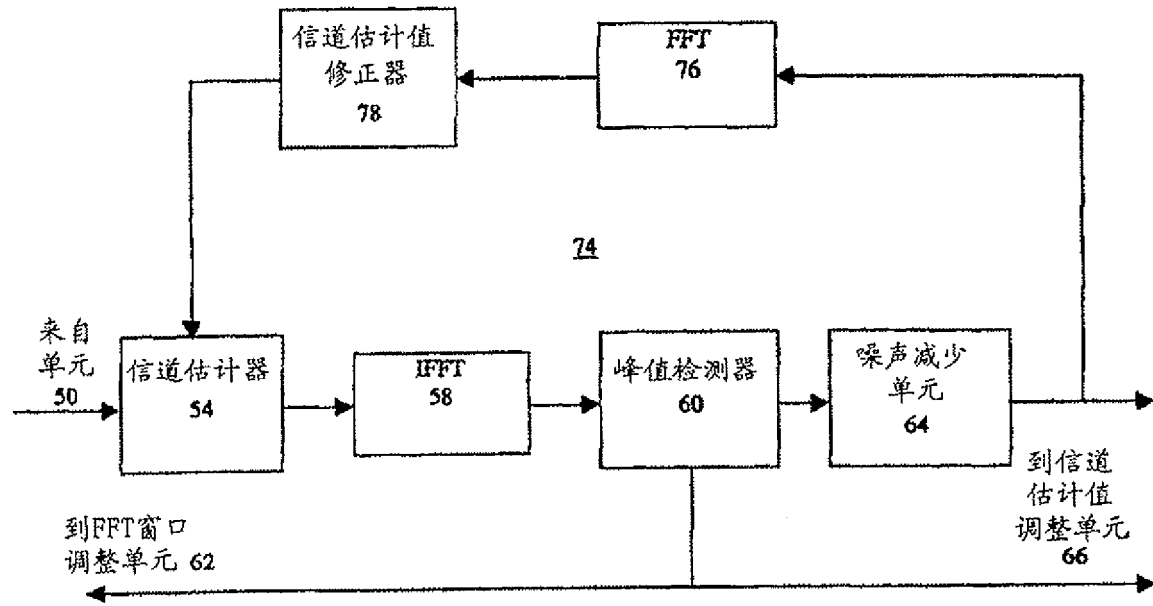 信道估计值
修正器
78
FFT
76
74
来自
单元
50
信道估计器
54
IFFT
58
峰值检测器
60
噪声减少
单元
64
到信道
估计值
调整单元
66
到FFT窗口
调整单元 62